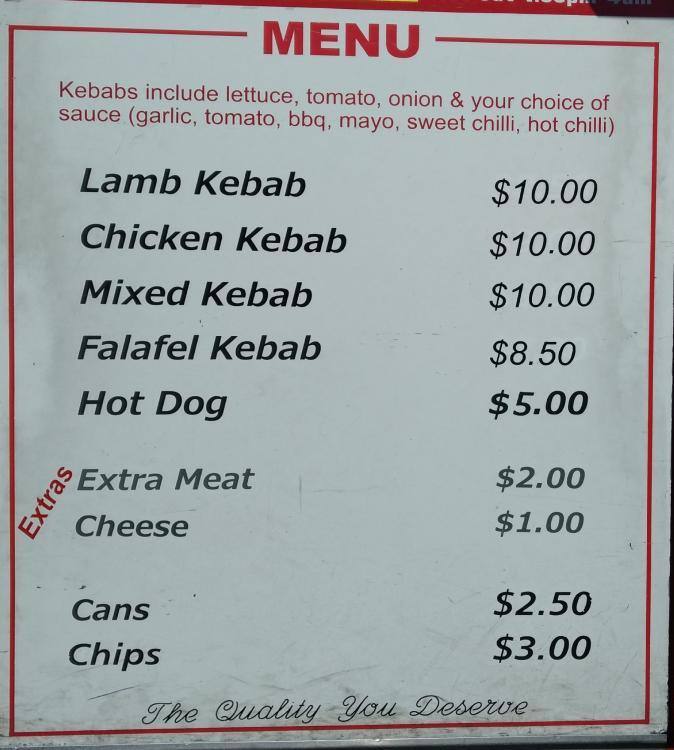 MENU
Kebabs include lettuce, tomato, onion & your choice of
sauce (garlic, tomato, bbq, mayo, sweet chilli, hot chilli)
Lamb Kebab $10.00
Chicken Kebab $10.00
Mixed Kebab $10.00
Falafel Kebab $8.50
Hot Dog $5.00
Extras
Extra Meat $2.00
Cheese $1.00
Cans $2.50
Chips $3.00
The Quality You Deserve